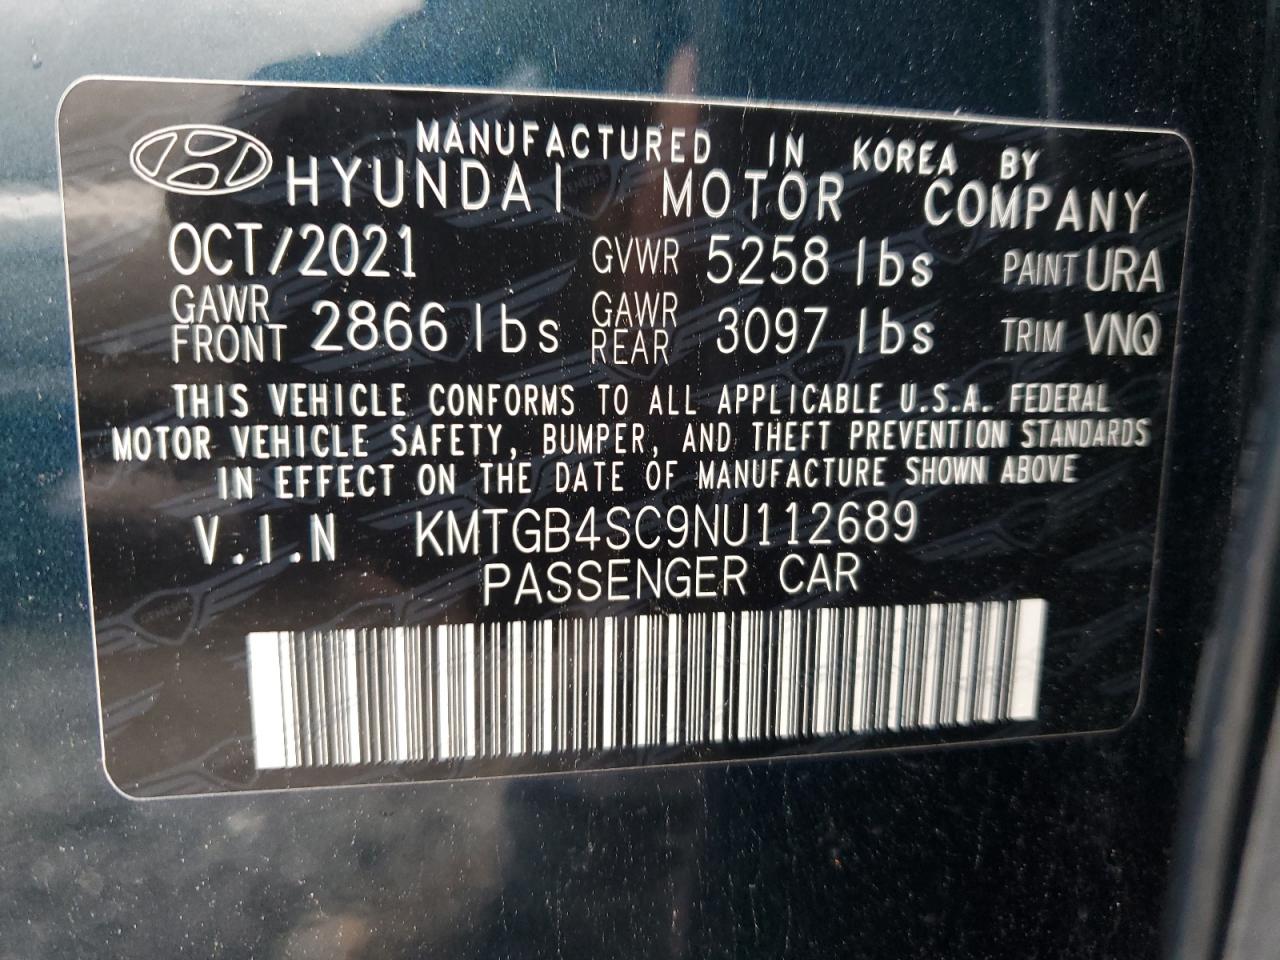 MANUFACTURED IN KOREA BY
HYUNDAI MOTOR COMPANY
OCT/2021 GVWR 5258 lbs PAINT URA
GAWR FRONT 2866 lbs GAWR REAR 3097 lbs TRIM VNQ
THIS VEHICLE CONFORMS TO ALL APPLICABLE U.S.A. FEDERAL
MOTOR VEHICLE SAFETY, BUMPER, AND THEFT PREVENTION STANDARDS
IN EFFECT ON THE DATE OF MANUFACTURE SHOWN ABOVE
V.I.N KMTGB4SC9NU112689
PASSENGER CAR